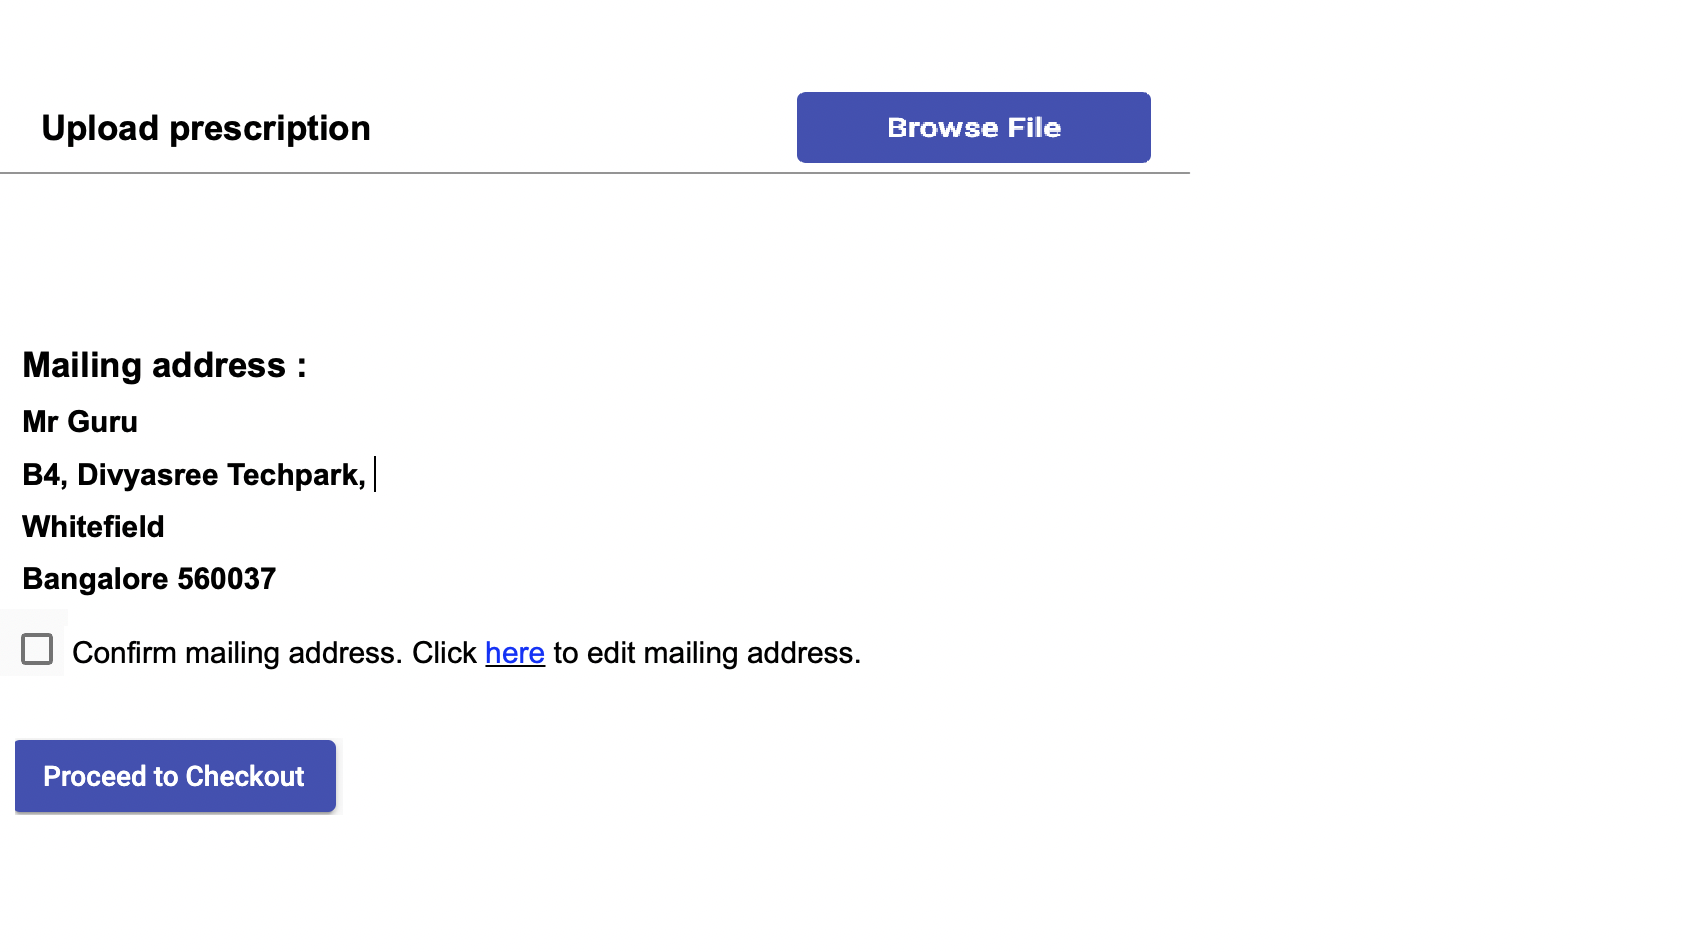 Upload prescription
Browse File
Mailing address :
Mr Guru
B4, Divyasree Techpark,
Whitefield
Bangalore 560037
Confirm mailing address. Click here to edit mailing address.
Proceed to Checkout